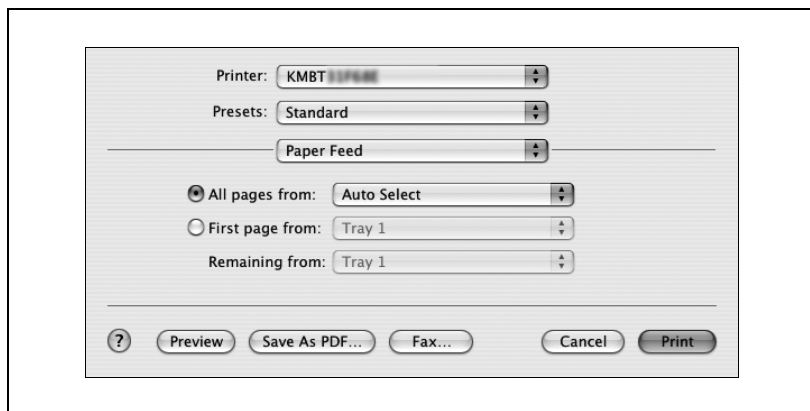 Printer: KMBT
Presets: Standard
Paper Feed
All pages from: Auto Select
First page from: Tray 1
Remaining from: Tray 1
? Preview Save As PDF... Fax... Cancel Print